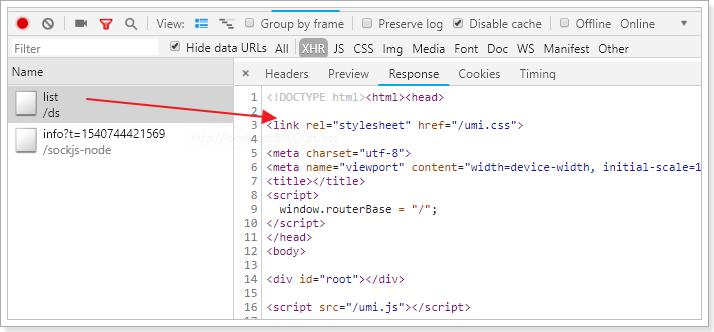 View: Group by frame Preserve log Disable cache Offline Online
Filter Hide data URLs All XHR JS CSS Img Media Font Doc WS Manifest Other
Name
list
/ds
info?t=1540744421569
/sockjs-node
× Headers Preview Response Cookies Timing
1 <!DOCTYPE html><html><head>
2
3 <link rel="stylesheet" href="/umi.css">
4
5 <meta charset="utf-8">
6 <meta name="viewport" content="width=device-width, initial-scale=1
7 <title></title>
8 <script>
9 window.routerBase = "/";
10 </script>
11 </head>
12 <body>
13
14 <div id="root"></div>
15
16 <script src="/umi.js"></script>
17